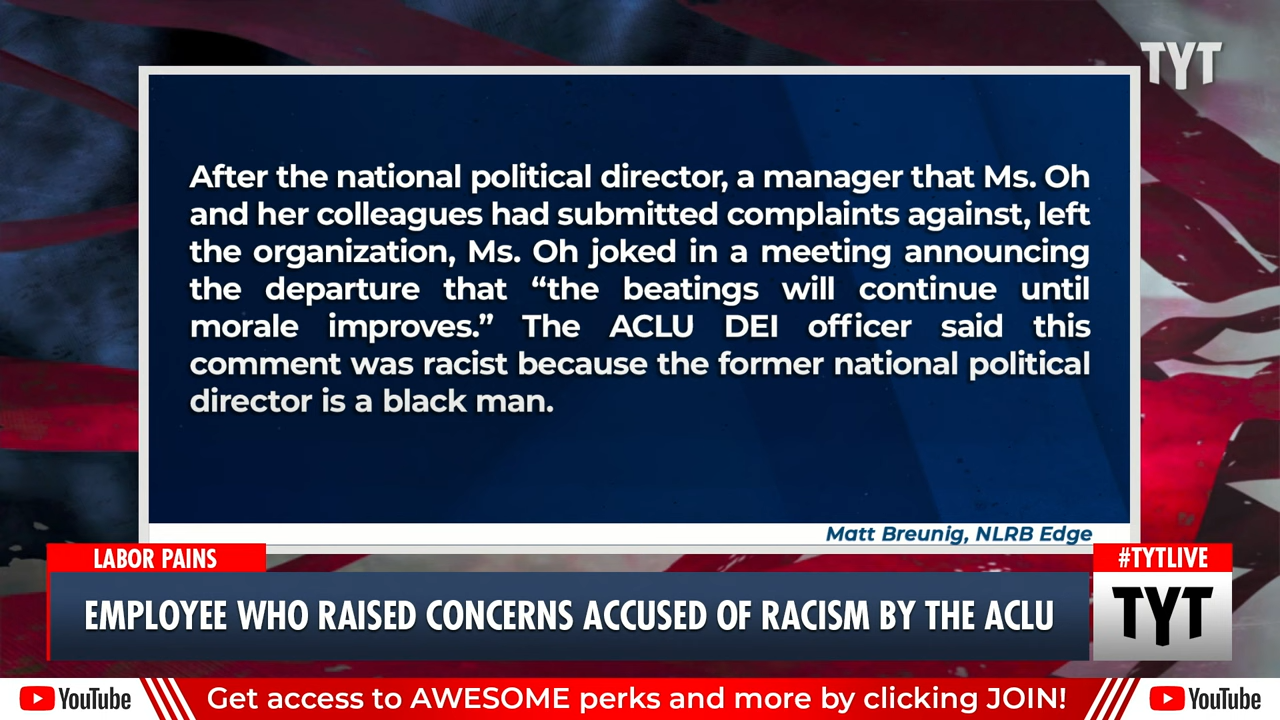 TYT
After the national political director, a manager that Ms. Oh
and her colleagues had submitted complaints against, left
the organization, Ms. Oh joked in a meeting announcing
the departure that “the beatings will continue until
morale improves.” The ACLU DEI officer said this
comment was racist because the former national political
director is a black man.
Matt Breunig, NLRB Edge
LABOR PAINS
#TYTLIVE
EMPLOYEE WHO RAISED CONCERNS ACCUSED OF RACISM BY THE ACLU
TYT
YouTube
Get access to AWESOME perks and more by clicking JOIN!
YouTube